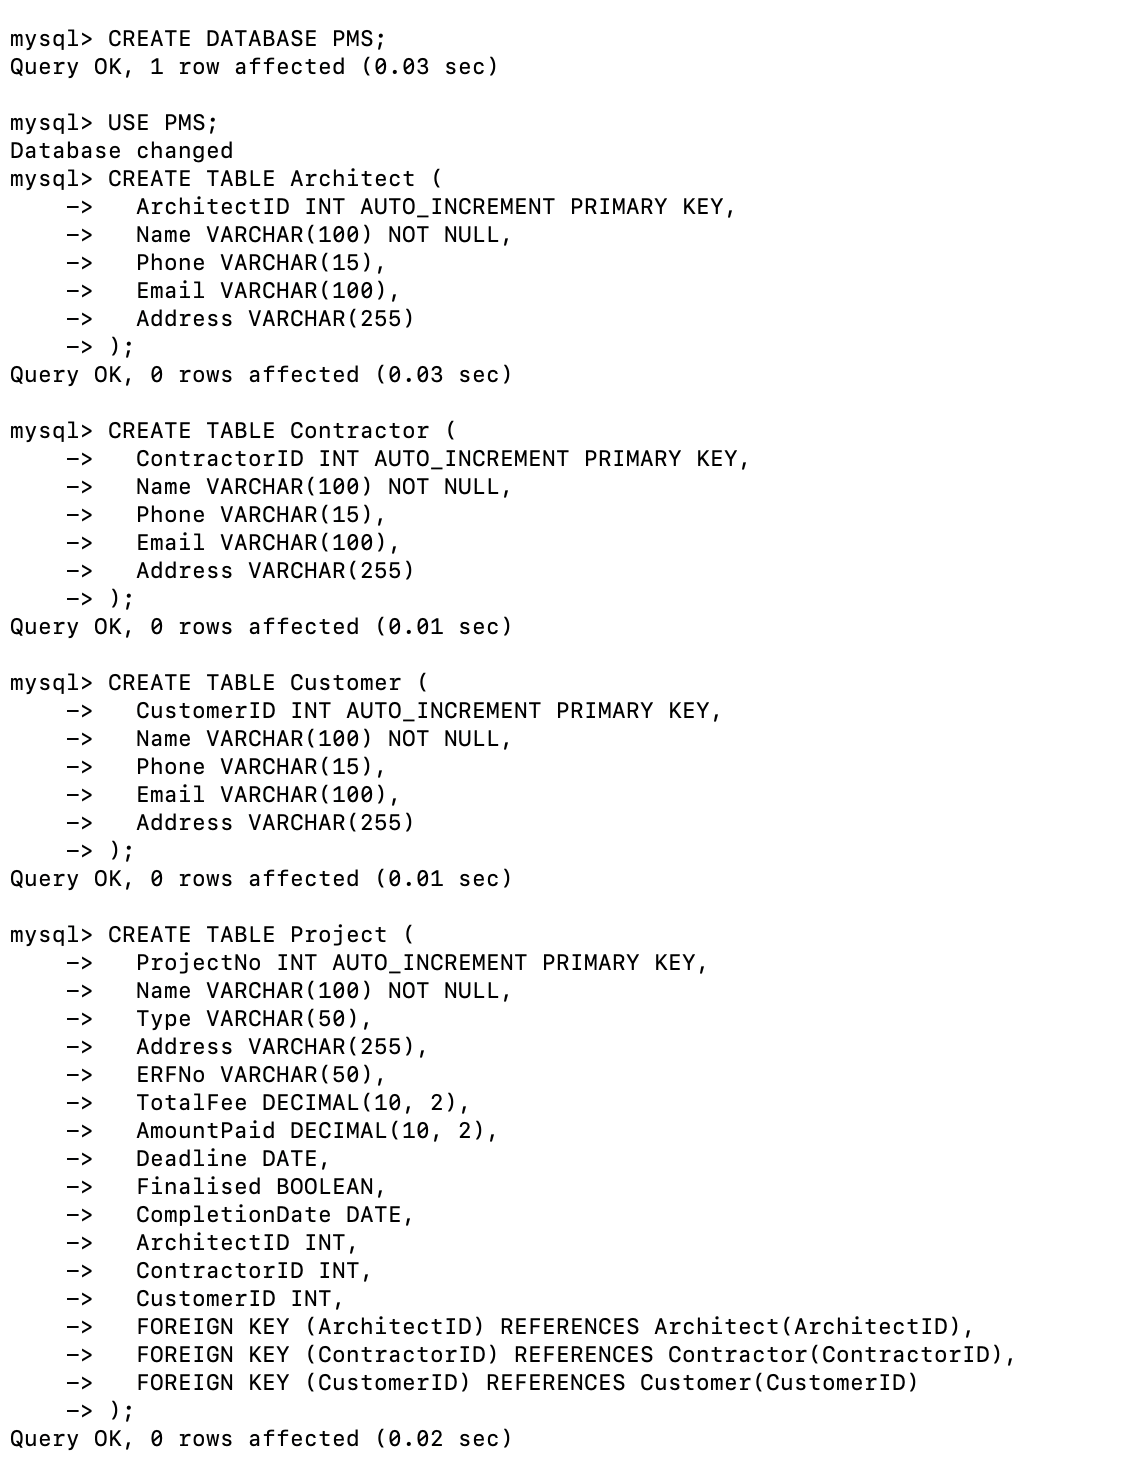 mysql> CREATE DATABASE PMS;
Query OK, 1 row affected (0.03 sec)
mysql> USE PMS;
Database changed
mysql> CREATE TABLE Architect (
    ->   ArchitectID INT AUTO_INCREMENT PRIMARY KEY,
    ->   Name VARCHAR(100) NOT NULL,
    ->   Phone VARCHAR(15),
    ->   Email VARCHAR(100),
    ->   Address VARCHAR(255)
    -> );
Query OK, 0 rows affected (0.03 sec)
mysql> CREATE TABLE Contractor (
    ->   ContractorID INT AUTO_INCREMENT PRIMARY KEY,
    ->   Name VARCHAR(100) NOT NULL,
    ->   Phone VARCHAR(15),
    ->   Email VARCHAR(100),
    ->   Address VARCHAR(255)
    -> );
Query OK, 0 rows affected (0.01 sec)
mysql> CREATE TABLE Customer (
    ->   CustomerID INT AUTO_INCREMENT PRIMARY KEY,
    ->   Name VARCHAR(100) NOT NULL,
    ->   Phone VARCHAR(15),
    ->   Email VARCHAR(100),
    ->   Address VARCHAR(255)
    -> );
Query OK, 0 rows affected (0.01 sec)
mysql> CREATE TABLE Project (
    ->   ProjectNo INT AUTO_INCREMENT PRIMARY KEY,
    ->   Name VARCHAR(100) NOT NULL,
    ->   Type VARCHAR(50),
    ->   Address VARCHAR(255),
    ->   ERFNo VARCHAR(50),
    ->   TotalFee DECIMAL(10, 2),
    ->   AmountPaid DECIMAL(10, 2),
    ->   Deadline DATE,
    ->   Finalised BOOLEAN,
    ->   CompletionDate DATE,
    ->   ArchitectID INT,
    ->   ContractorID INT,
    ->   CustomerID INT,
    ->   FOREIGN KEY (ArchitectID) REFERENCES Architect(ArchitectID),
    ->   FOREIGN KEY (ContractorID) REFERENCES Contractor(ContractorID),
    ->   FOREIGN KEY (CustomerID) REFERENCES Customer(CustomerID)
    -> );
Query OK, 0 rows affected (0.02 sec)